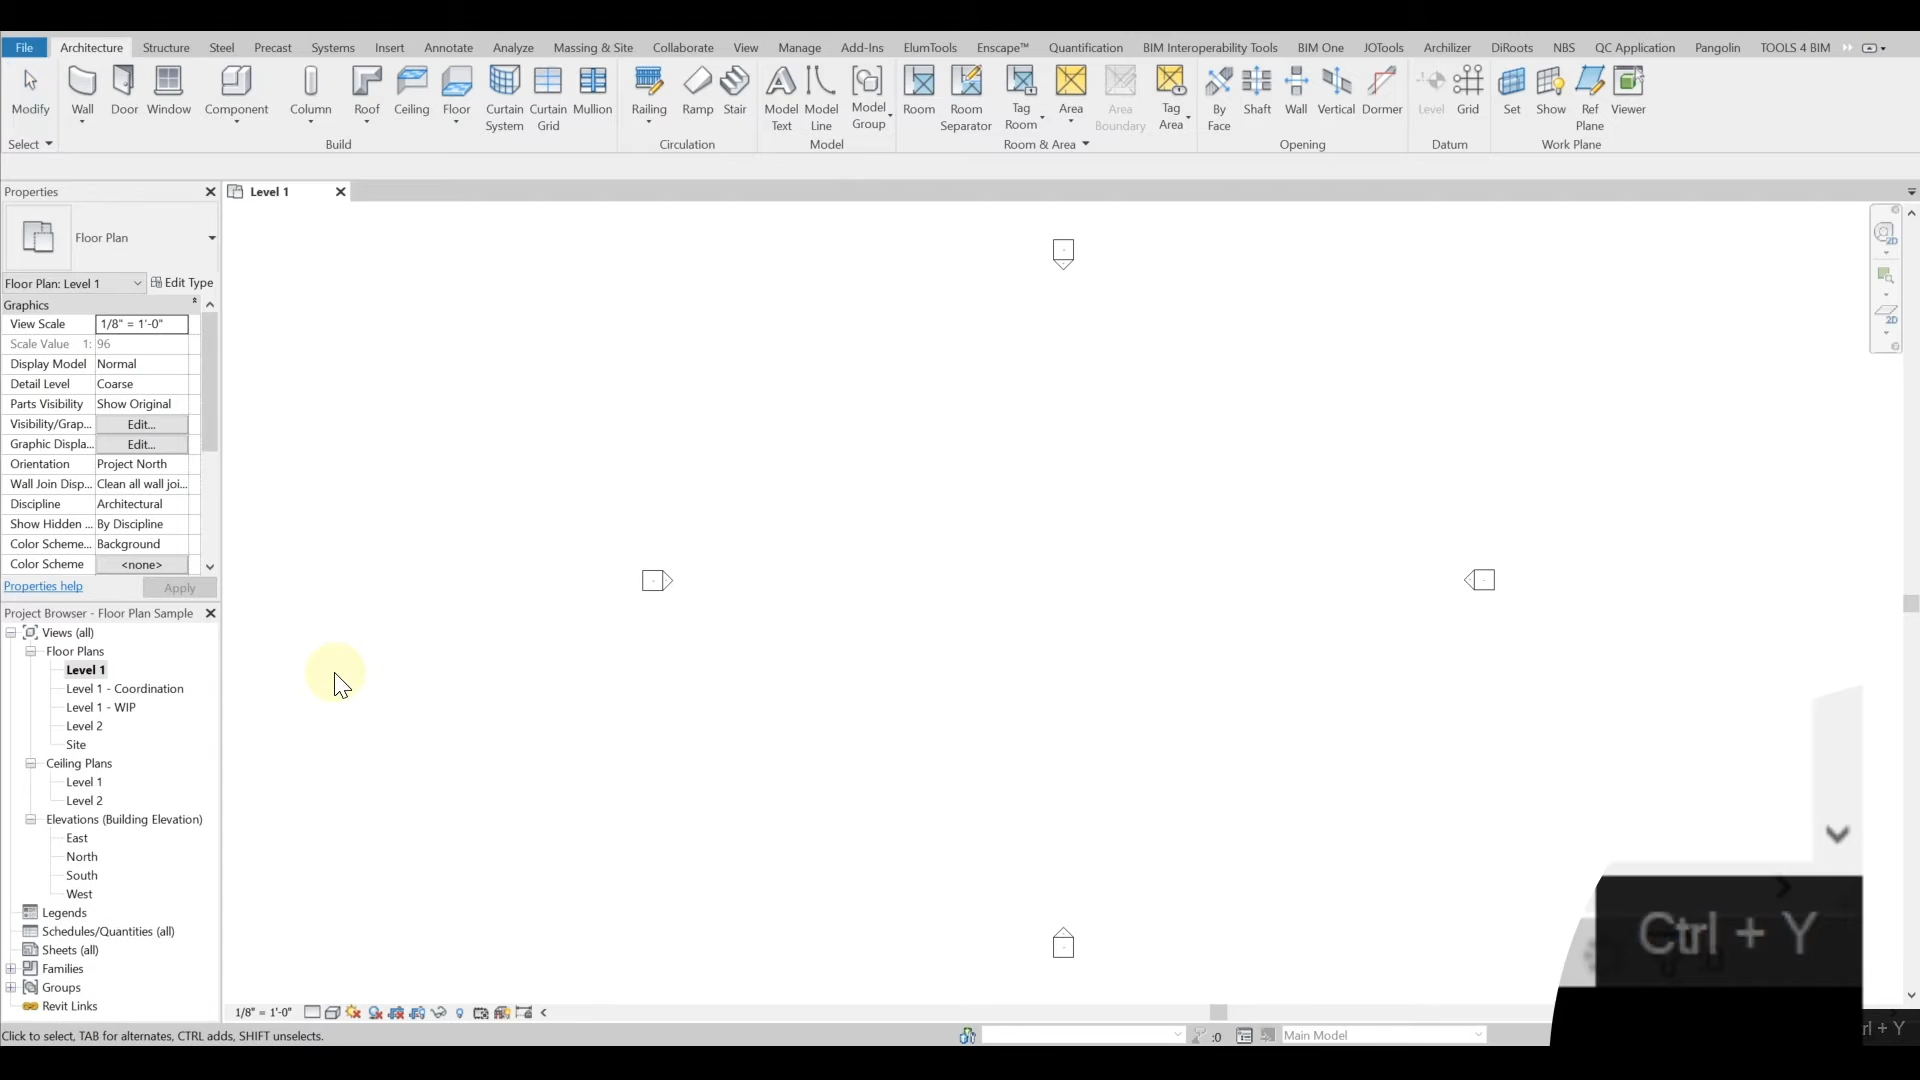 File Architecture Structure Steel Precast Systems Insert Annotate Analyze Massing & Site Collaborate View Manage Add-Ins ElumTools Enscape™ Quantification BIM Interoperability Tools BIM One JOTools Archilizer DiRoots NBS QC Application Pangolin TOOLS 4 BIM
Modify Wall Door Window Component Column Roof Ceiling Floor Curtain System Curtain Grid Mullion Railing Ramp Stair Model Text Model Line Model Group Room Room Separator Tag Room Area Area Boundary Tag Area By Face Shaft Wall Vertical Dormer Level Grid Set Show Ref Plane Viewer
Select Build Circulation Model Room & Area Opening Datum Work Plane
Properties
Level 1
Floor Plan
Floor Plan: Level 1 Edit Type
Graphics
View Scale 1/8" = 1'-0"
Scale Value 1: 96
Display Model Normal
Detail Level Coarse
Parts Visibility Show Original
Visibility/Grap... Edit...
Graphic Displa... Edit...
Orientation Project North
Wall Join Disp... Clean all wall joi...
Discipline Architectural
Show Hidden ... By Discipline
Color Scheme... Background
Color Scheme <none>
Properties help Apply
Project Browser - Floor Plan Sample
Views (all)
Floor Plans
Level 1
Level 1 - Coordination
Level 1 - WIP
Level 2
Site
Ceiling Plans
Level 1
Level 2
Elevations (Building Elevation)
East
North
South
West
Legends
Schedules/Quantities (all)
Sheets (all)
Families
Groups
Revit Links
2D
2D
Ctrl + Y
1/8" = 1'-0"
Click to select, TAB for alternates, CTRL adds, SHIFT unselects.
:0
Main Model
rl + Y